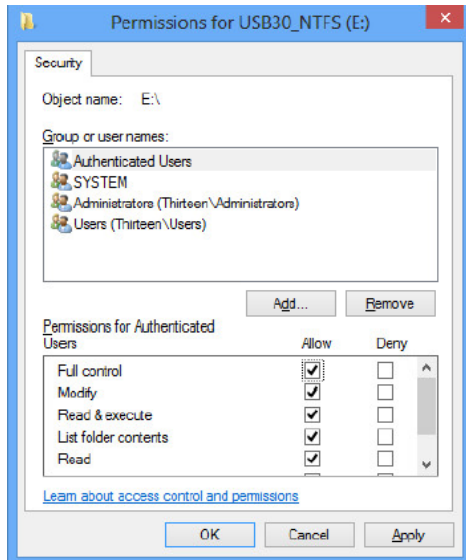 Permissions for USB30_NTFS (E:)
Security
Object name: E:\
Group or user names:
Authenticated Users
SYSTEM
Administrators (Thirteen\Administrators)
Users (Thirteen\Users)
Add... Remove
Permissions for Authenticated
Users Allow Deny
Full control
Modify
Read & execute
List folder contents
Read
Learn about access control and permissions
OK Cancel Apply